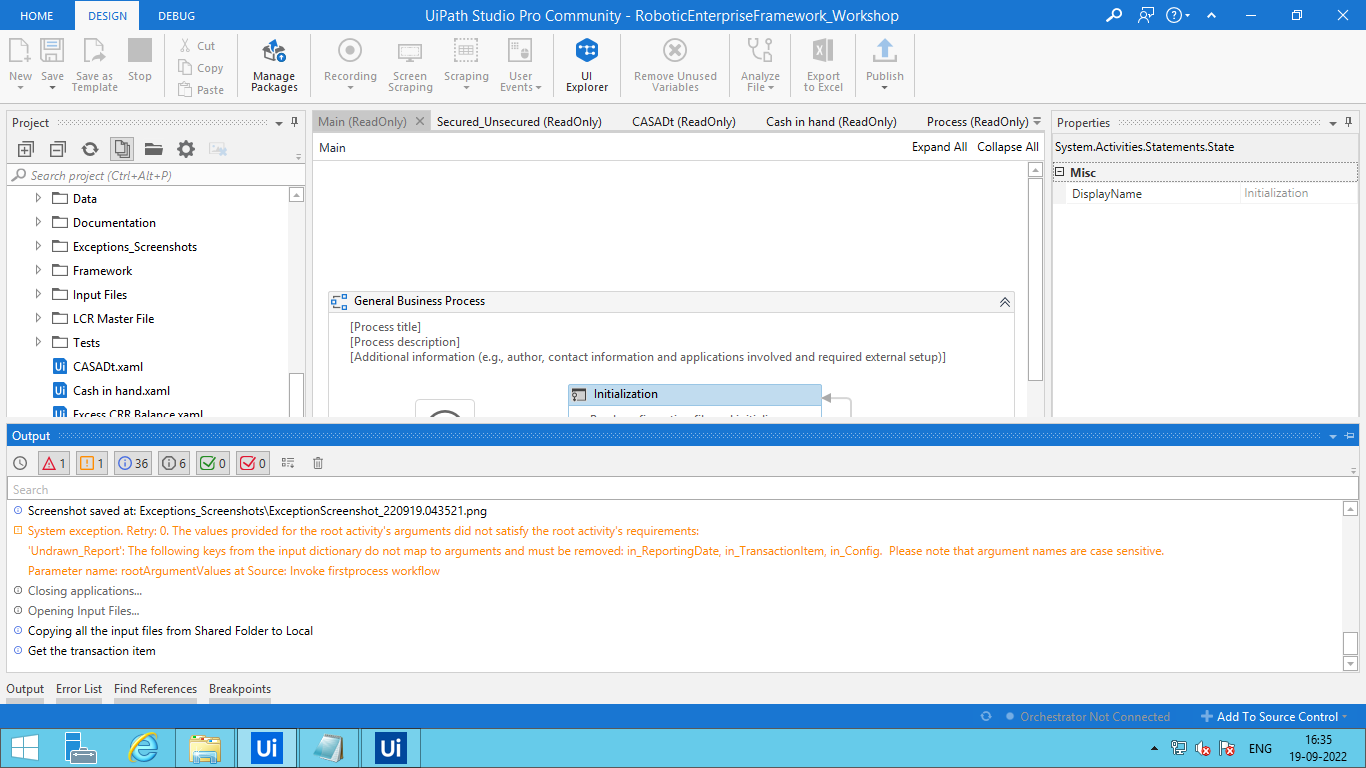 HOME DESIGN DEBUG UiPath Studio Pro Community - RoboticEnterpriseFramework_Workshop
New Save Save as Template Stop
Cut
Copy
Paste
Manage Packages
Recording Screen Scraping Scraping User Events
UI Explorer
Remove Unused Variables
Analyze File
Export to Excel
Publish
Project
Search project (Ctrl+Alt+P)
Data
Documentation
Exceptions_Screenshots
Framework
Input Files
LCR Master File
Tests
CASADt.xaml
Cash in hand.xaml
Excess CRR Balance.xaml
Main (ReadOnly) Secured_Unsecured (ReadOnly) CASADt (ReadOnly) Cash in hand (ReadOnly) Process (ReadOnly)
Main Expand All Collapse All
General Business Process
[Process title]
[Process description]
[Additional information (e.g., author, contact information and applications involved and required external setup)]
Initialization
Properties
System.Activities.Statements.State
Misc
DisplayName Initialization
Output
1 1 36 6 0 0
Search
Screenshot saved at: Exceptions_Screenshots\ExceptionScreenshot_220919.043521.png
System exception. Retry: 0. The values provided for the root activity's arguments did not satisfy the root activity's requirements:
'Undrawn_Report': The following keys from the input dictionary do not map to arguments and must be removed: in_ReportingDate, in_TransactionItem, in_Config.  Please note that argument names are case sensitive.
Parameter name: rootArgumentValues at Source: Invoke firstprocess workflow
Closing applications...
Opening Input Files...
Copying all the input files from Shared Folder to Local
Get the transaction item
Output Error List Find References Breakpoints
Orchestrator Not Connected Add To Source Control
Ui Ui ENG 16:35
19-09-2022